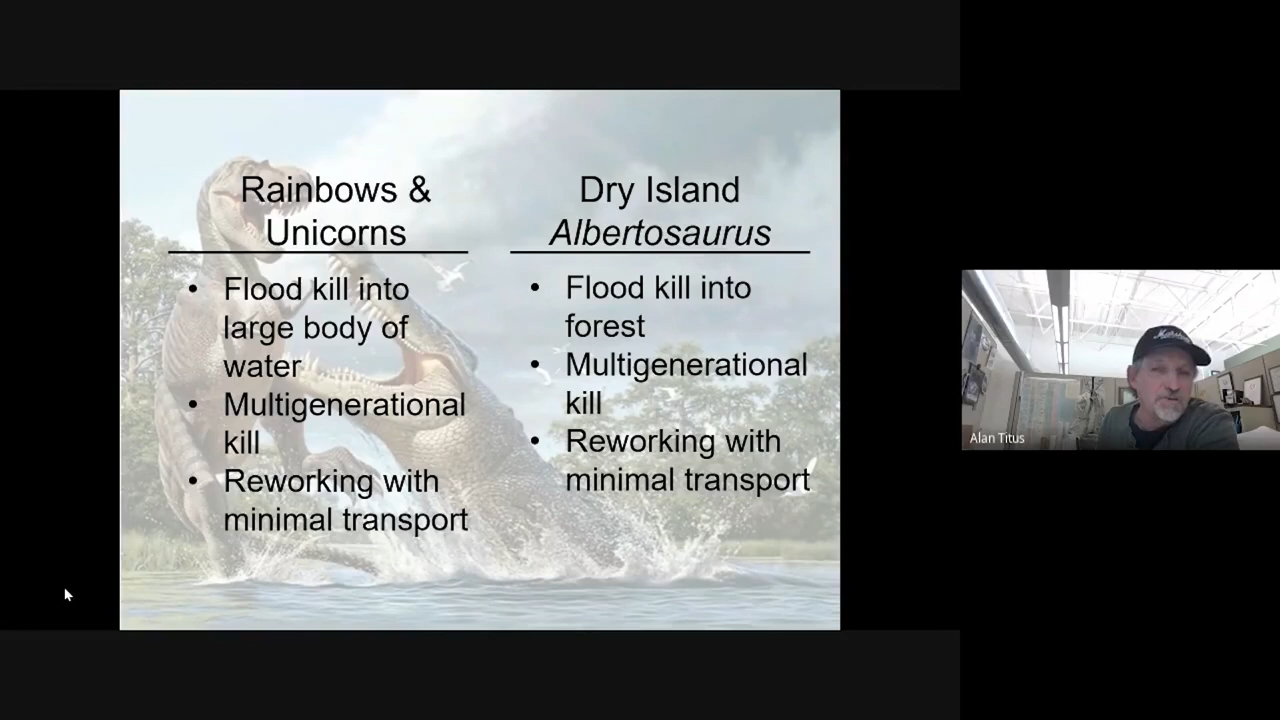 Rainbows &
Unicorns
• Flood kill into
large body of
water
• Multigenerational
kill
• Reworking with
minimal transport
Dry Island
Albertosaurus
• Flood kill into
forest
• Multigenerational
kill
• Reworking with
minimal transport
Alan Titus